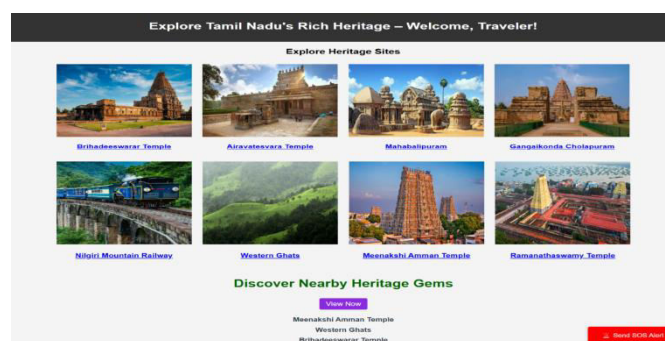 Explore Tamil Nadu's Rich Heritage – Welcome, Traveler!
Explore Heritage Sites
Brihadeeswarar Temple
Airavatesvara Temple
Mahabalipuram
Gangaikonda Cholapuram
Nilgiri Mountain Railway
Western Ghats
Meenakshi Amman Temple
Ramanathaswamy Temple
Discover Nearby Heritage Gems
View Now
Meenakshi Amman Temple
Western Ghats
Brihadeeswarar Temple
Send SOS Alert